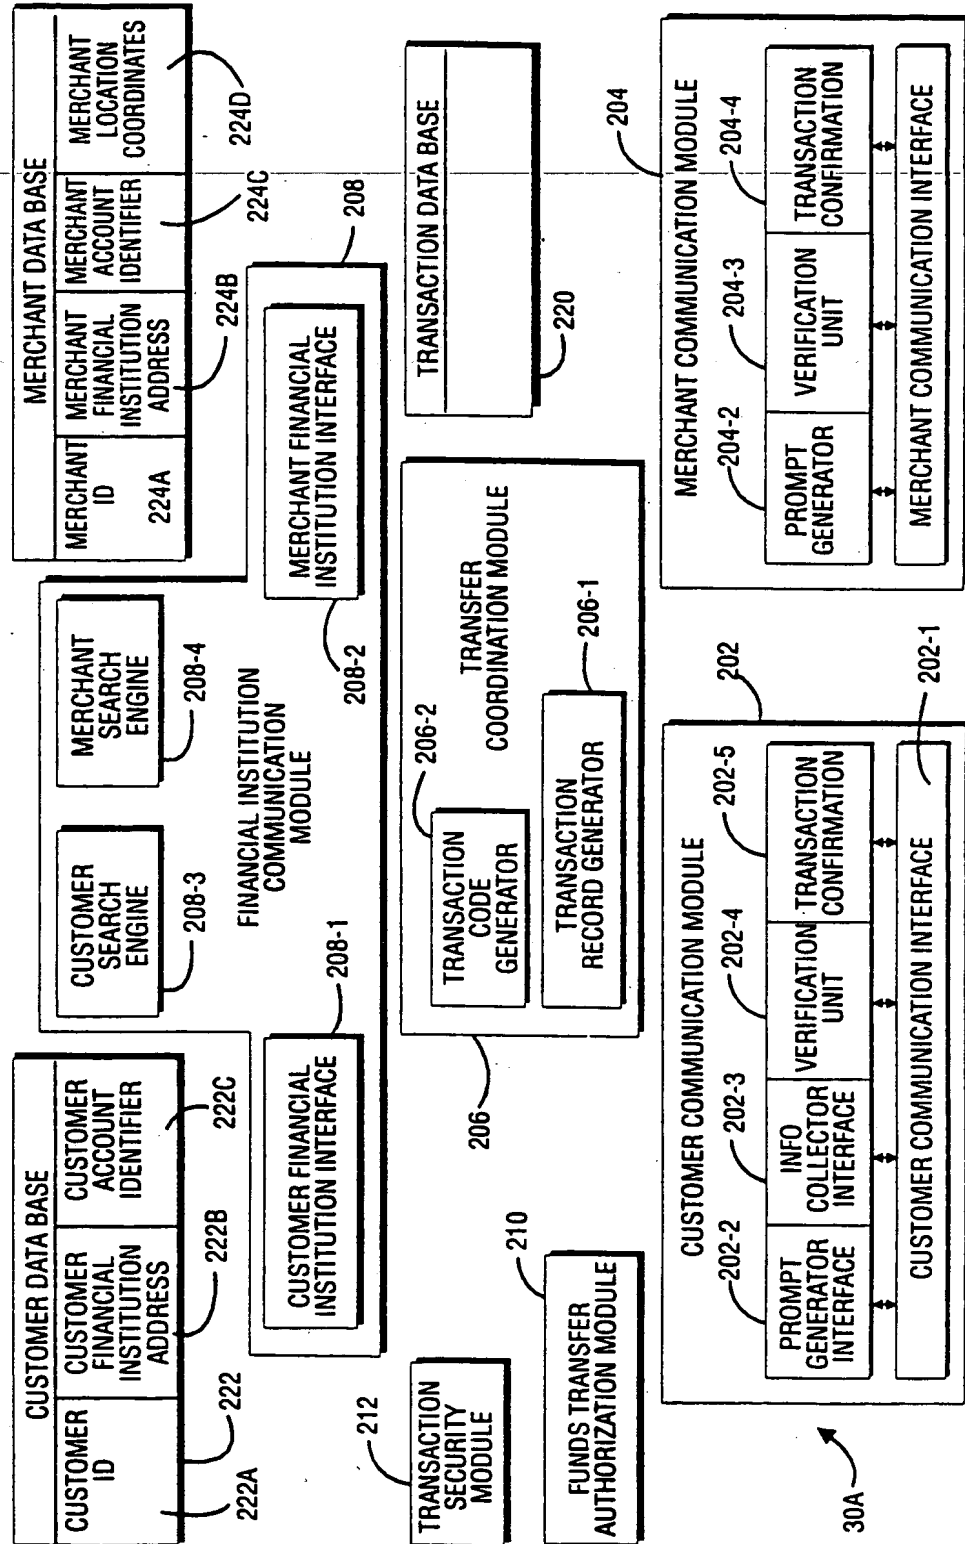 CUSTOMER DATA BASE
CUSTOMER
ID
222A
CUSTOMER
FINANCIAL
INSTITUTION
ADDRESS
222B
CUSTOMER
ACCOUNT
IDENTIFIER
222C
222
CUSTOMER
SEARCH
ENGINE
208-3
MERCHANT
SEARCH
ENGINE
208-4
MERCHANT DATA BASE
MERCHANT
ID
224A
MERCHANT
FINANCIAL
INSTITUTION
ADDRESS
224B
MERCHANT
ACCOUNT
IDENTIFIER
224C
MERCHANT
LOCATION
COORDINATES
224D
FINANCIAL INSTITUTION
COMMUNICATION
MODULE
208-1
CUSTOMER FINANCIAL
INSTITUTION INTERFACE
208-2
MERCHANT FINANCIAL
INSTITUTION INTERFACE
208
212
TRANSACTION
SECURITY
MODULE
210
FUNDS TRANSFER
AUTHORIZATION MODULE
206
206-2
TRANSFER
COORDINATION MODULE
TRANSACTION
CODE
GENERATOR
206-1
TRANSACTION
RECORD GENERATOR
TRANSACTION DATA BASE
220
30A
202
CUSTOMER COMMUNICATION MODULE
202-2
202-3
202-4
202-5
PROMPT
GENERATOR
INTERFACE
INFO
COLLECTOR
INTERFACE
VERIFICATION
UNIT
TRANSACTION
CONFIRMATION
CUSTOMER COMMUNICATION INTERFACE
202-1
204
MERCHANT COMMUNICATION MODULE
204-2
204-3
204-4
PROMPT
GENERATOR
VERIFICATION
UNIT
TRANSACTION
CONFIRMATION
MERCHANT COMMUNICATION INTERFACE